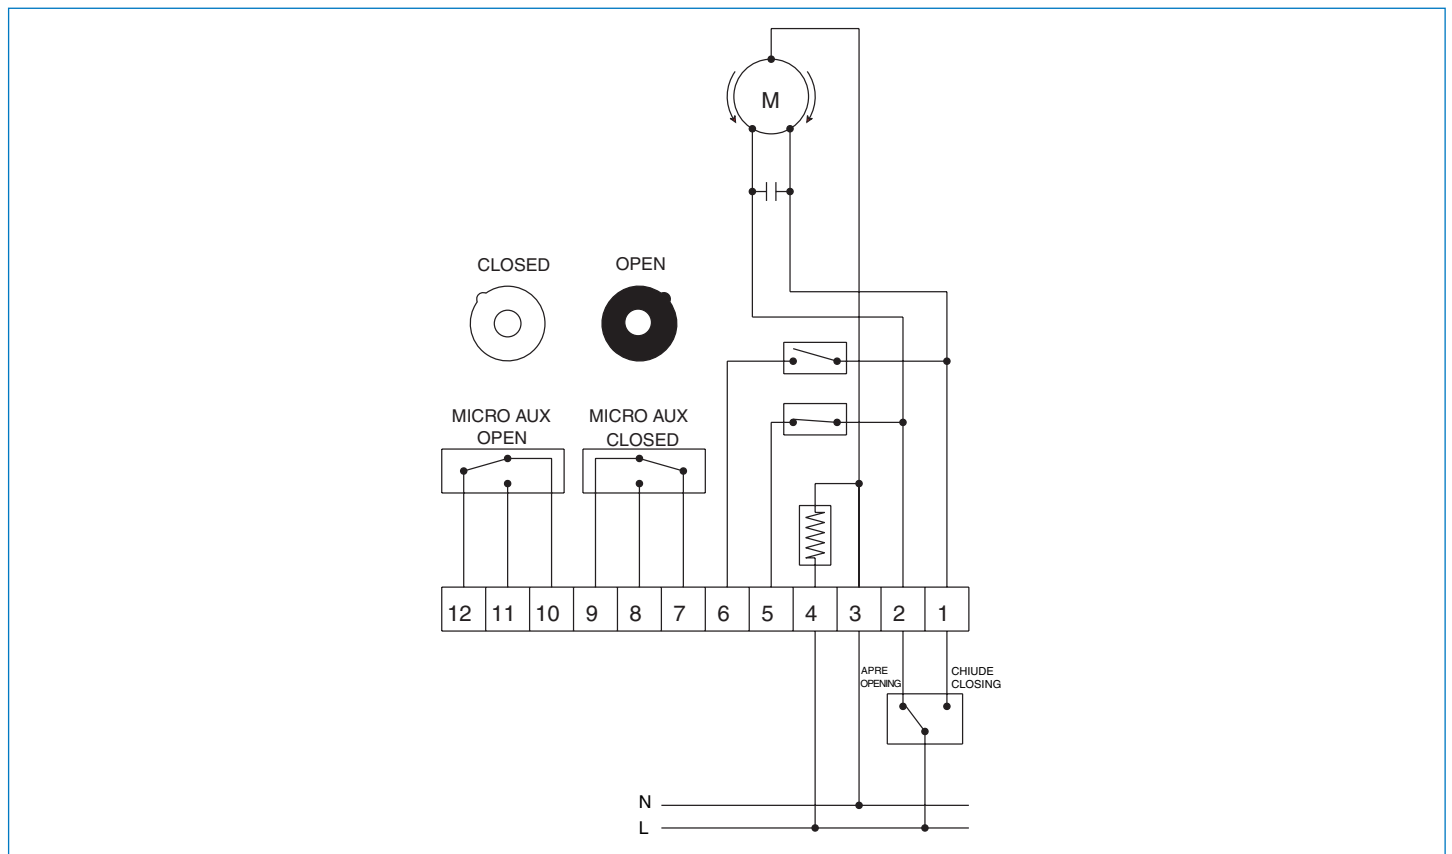 M
CLOSED
OPEN
MICRO AUX
OPEN
MICRO AUX
CLOSED
12 11 10 9 8 7 6 5 4 3 2 1
APRE
OPENING
CHIUDE
CLOSING
N
L